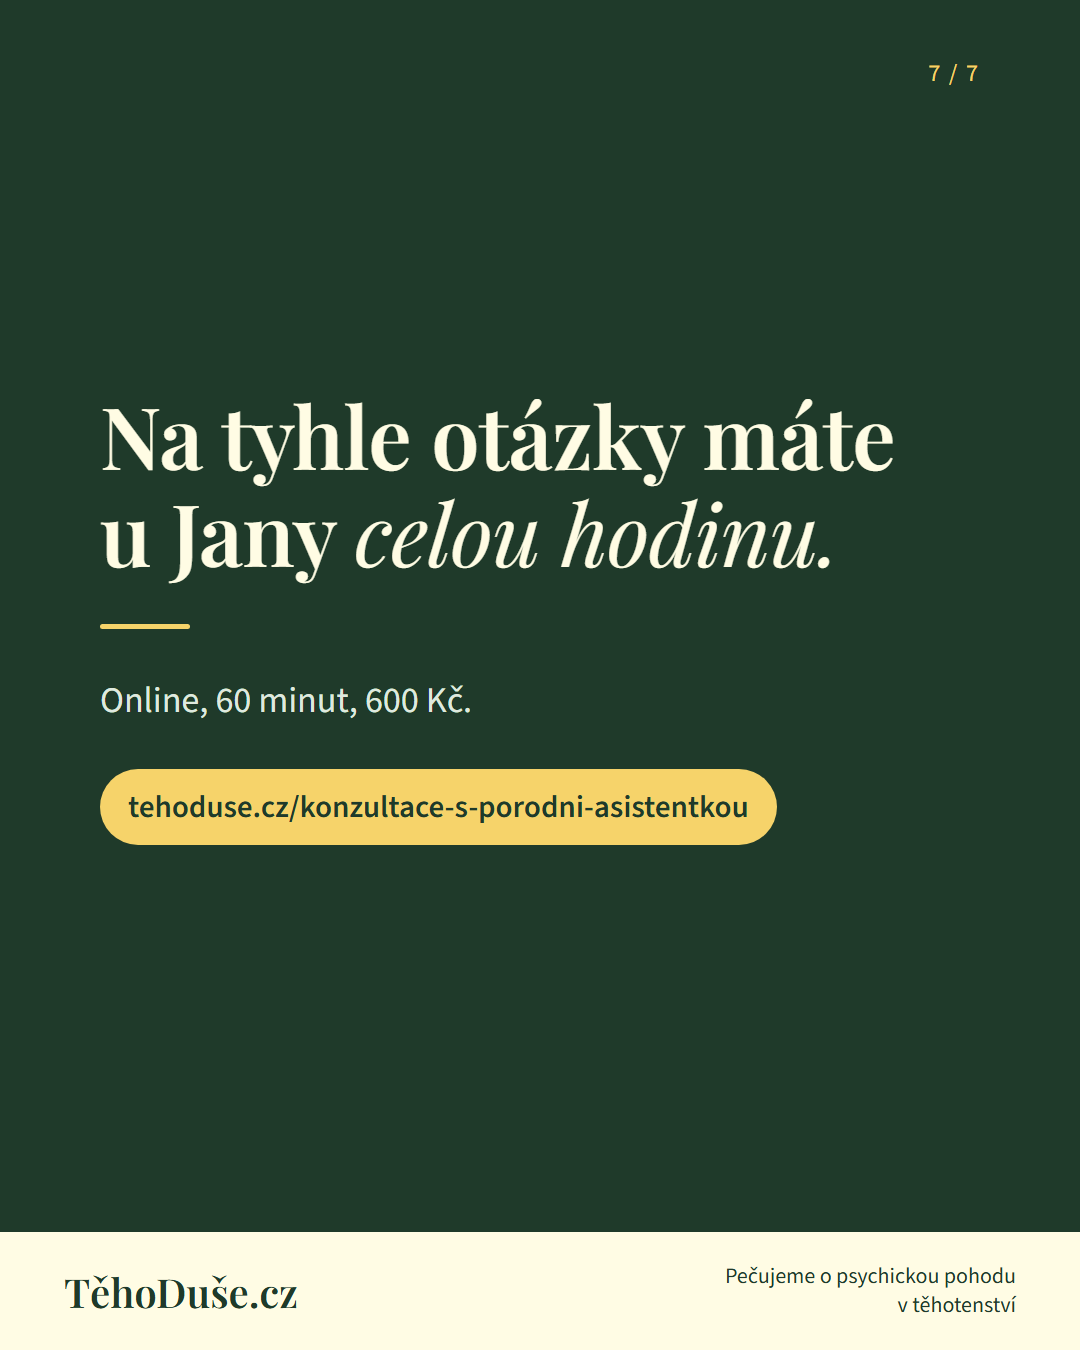 7 / 7
Na tyhle otázky máte
u Jany celou hodinu.
Online, 60 minut, 600 Kč.
tehoduse.cz/konzultace-s-porodni-asistentkou
TěhoDuše.cz
Pečujeme o psychickou pohodu
v těhotenství